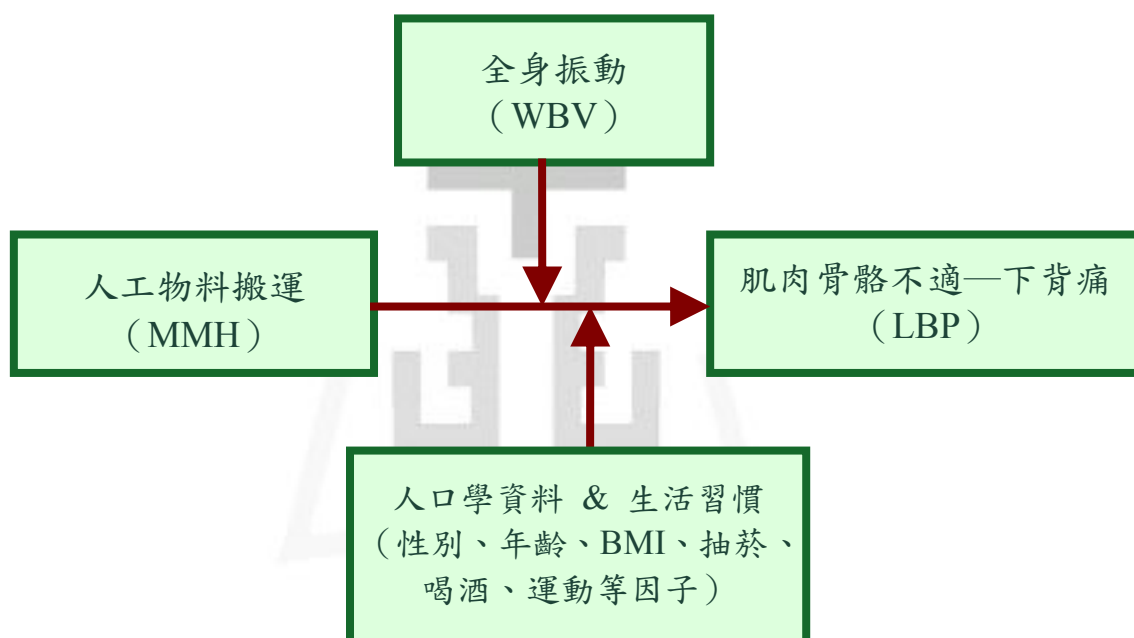 全身振動
（WBV）
人工物料搬運
（MMH）
肌肉骨骼不適—下背痛
（LBP）
人口學資料 & 生活習慣
（性別、年齡、BMI、抽菸、
喝酒、運動等因子）